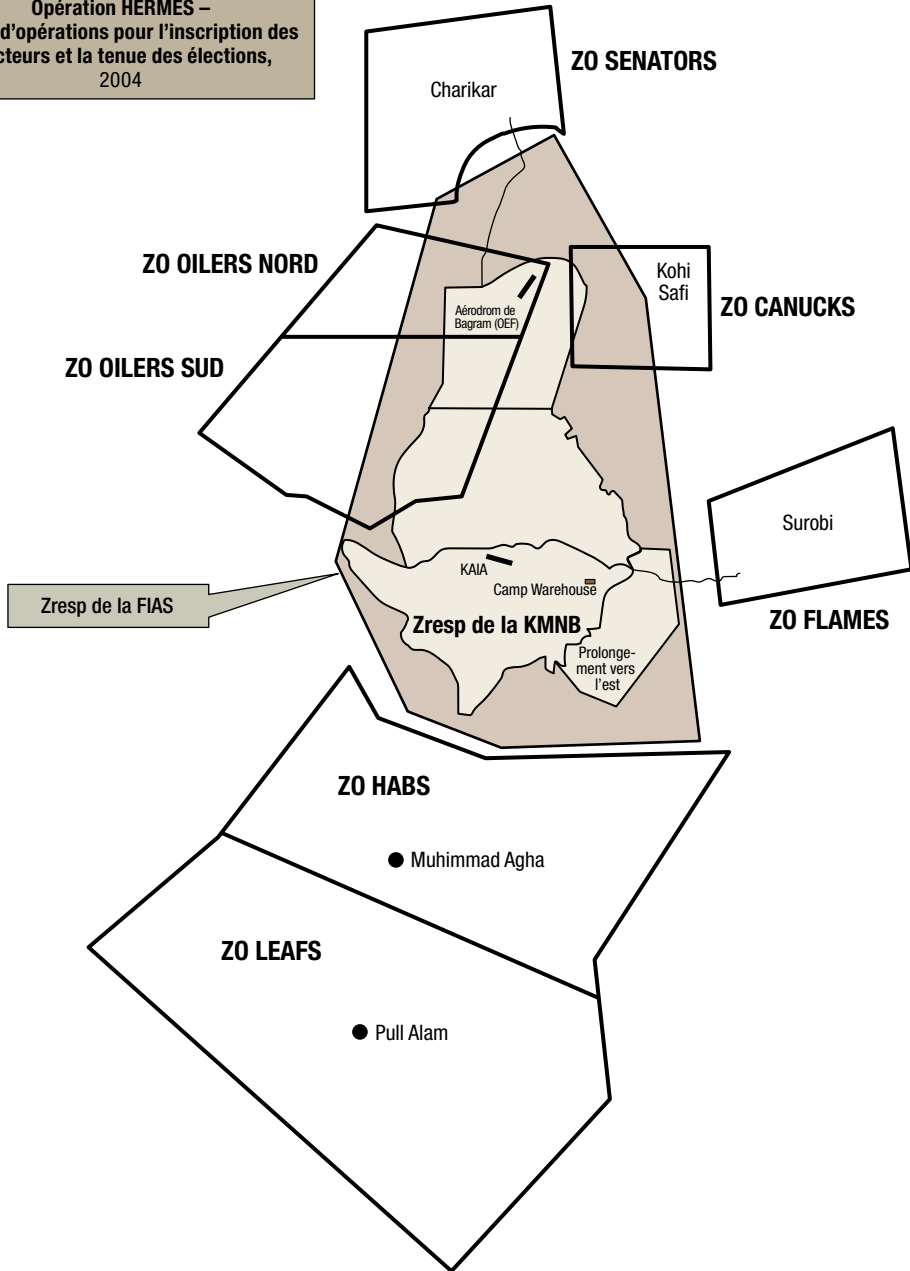 Opération HERMES –
d'opérations pour l'inscription des
cteurs et la tenue des élections,
2004
ZO SENATORS
Charikar
ZO OILERS NORD
Kohi
Safi
ZO CANUCKS
Aérodrom de
Bagram (OEF)
ZO OILERS SUD
Surobi
KAIA
Camp Warehouse
Zresp de la FIAS
ZO FLAMES
Zresp de la KMNB
Prolonge-
ment vers
l'est
ZO HABS
Muhimmad Agha
ZO LEAFS
Pull Alam